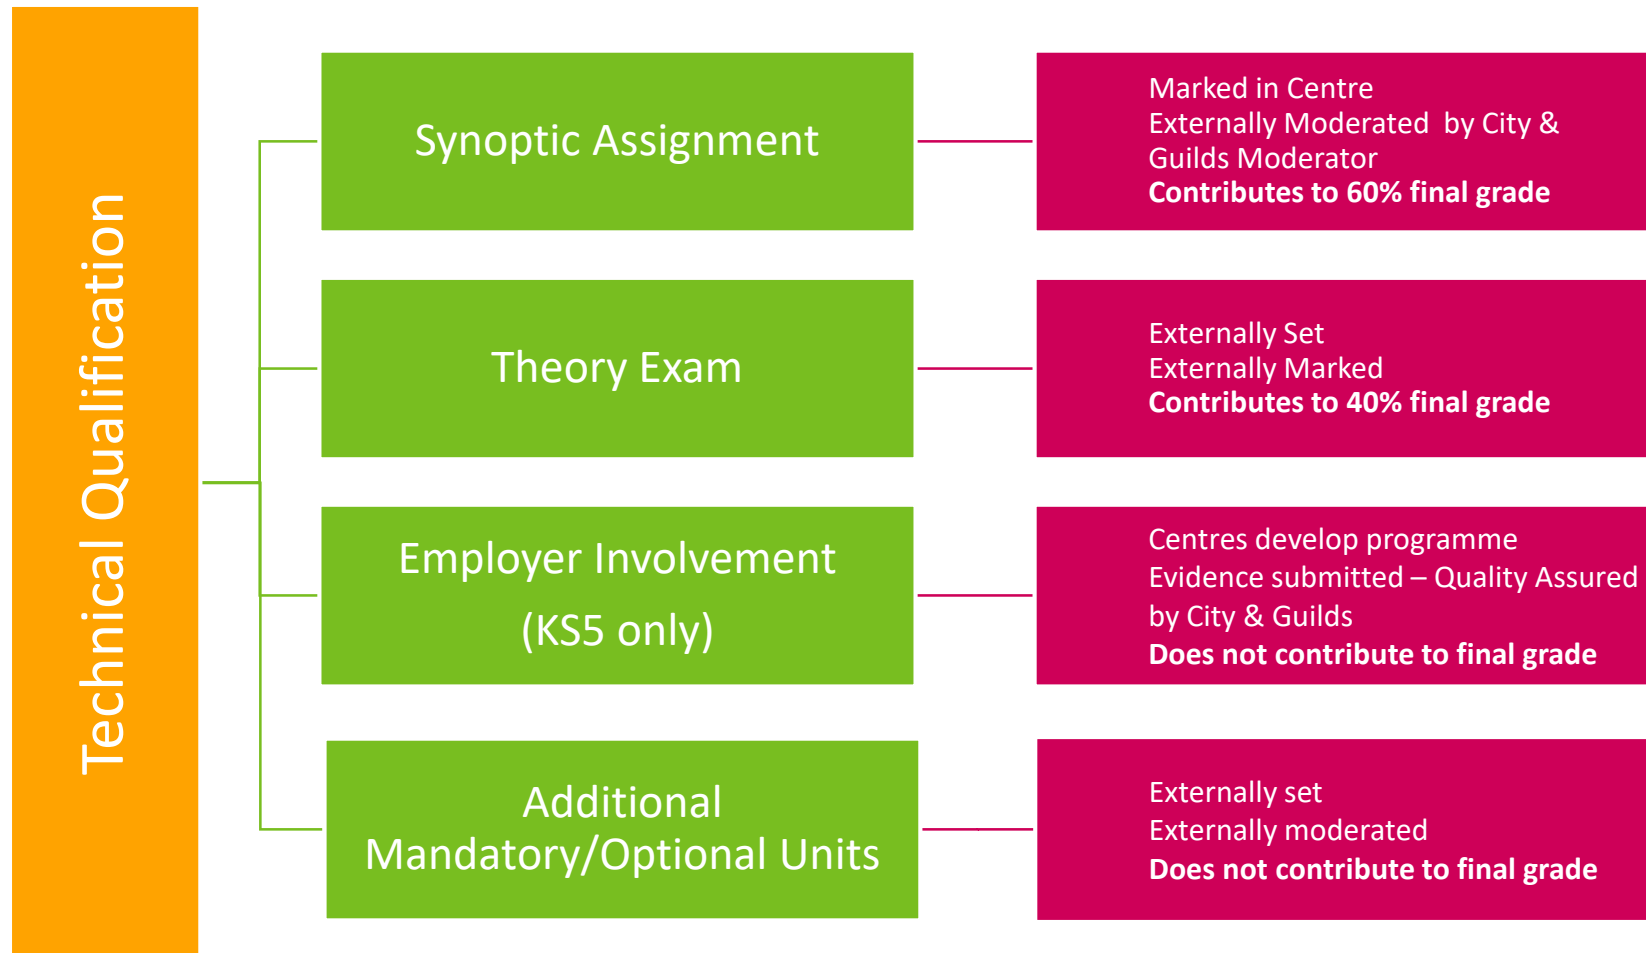 Technical Qualification
Synoptic Assignment
Marked in Centre
Externally Moderated  by City &
Guilds Moderator
Contributes to 60% final grade
Theory Exam
Externally Set
Externally Marked
Contributes to 40% final grade
Employer Involvement
(KS5 only)
Centres develop programme
Evidence submitted – Quality Assured
by City & Guilds
Does not contribute to final grade
Additional
Mandatory/Optional Units
Externally set
Externally moderated
Does not contribute to final grade